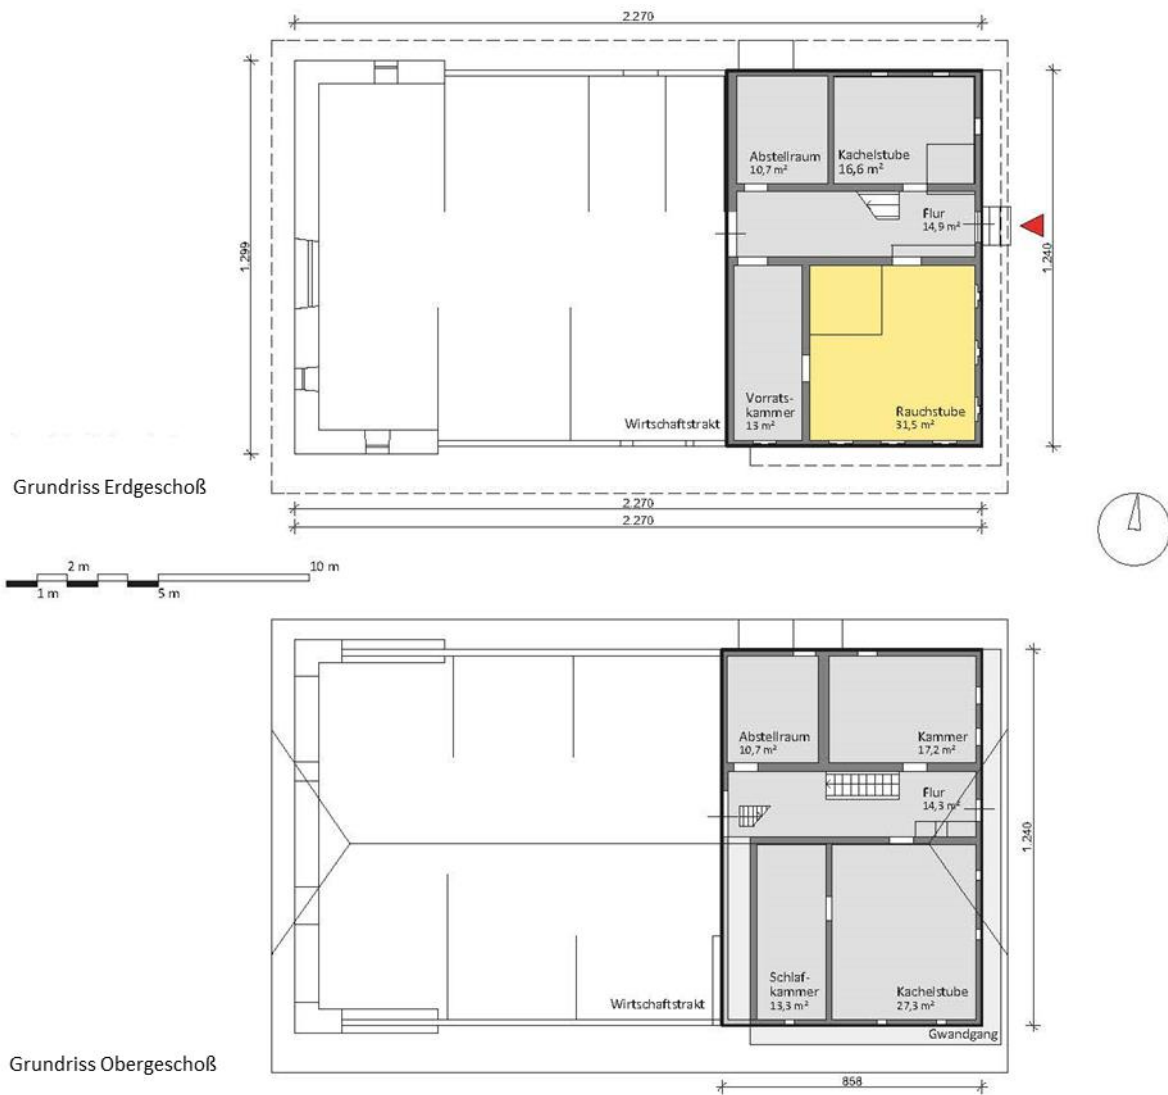 2.270
1.299
Abstellraum
10,7 m²
Kachelstube
16,6 m²
Flur
14,9 m²
1.240
Vorrats-
kammer
13 m²
Rauchstube
31,5 m²
Wirtschaftstrakt
Grundriss Erdgeschoß
2.270
2.270
2 m
10 m
1 m
5 m
Abstellraum
10,7 m²
Kammer
17,2 m²
Flur
14,3 m²
1.240
Schlaf-
kammer
13,3 m²
Kachelstube
27,3 m²
Wirtschaftstrakt
Gwandgang
Grundriss Obergeschoß
858